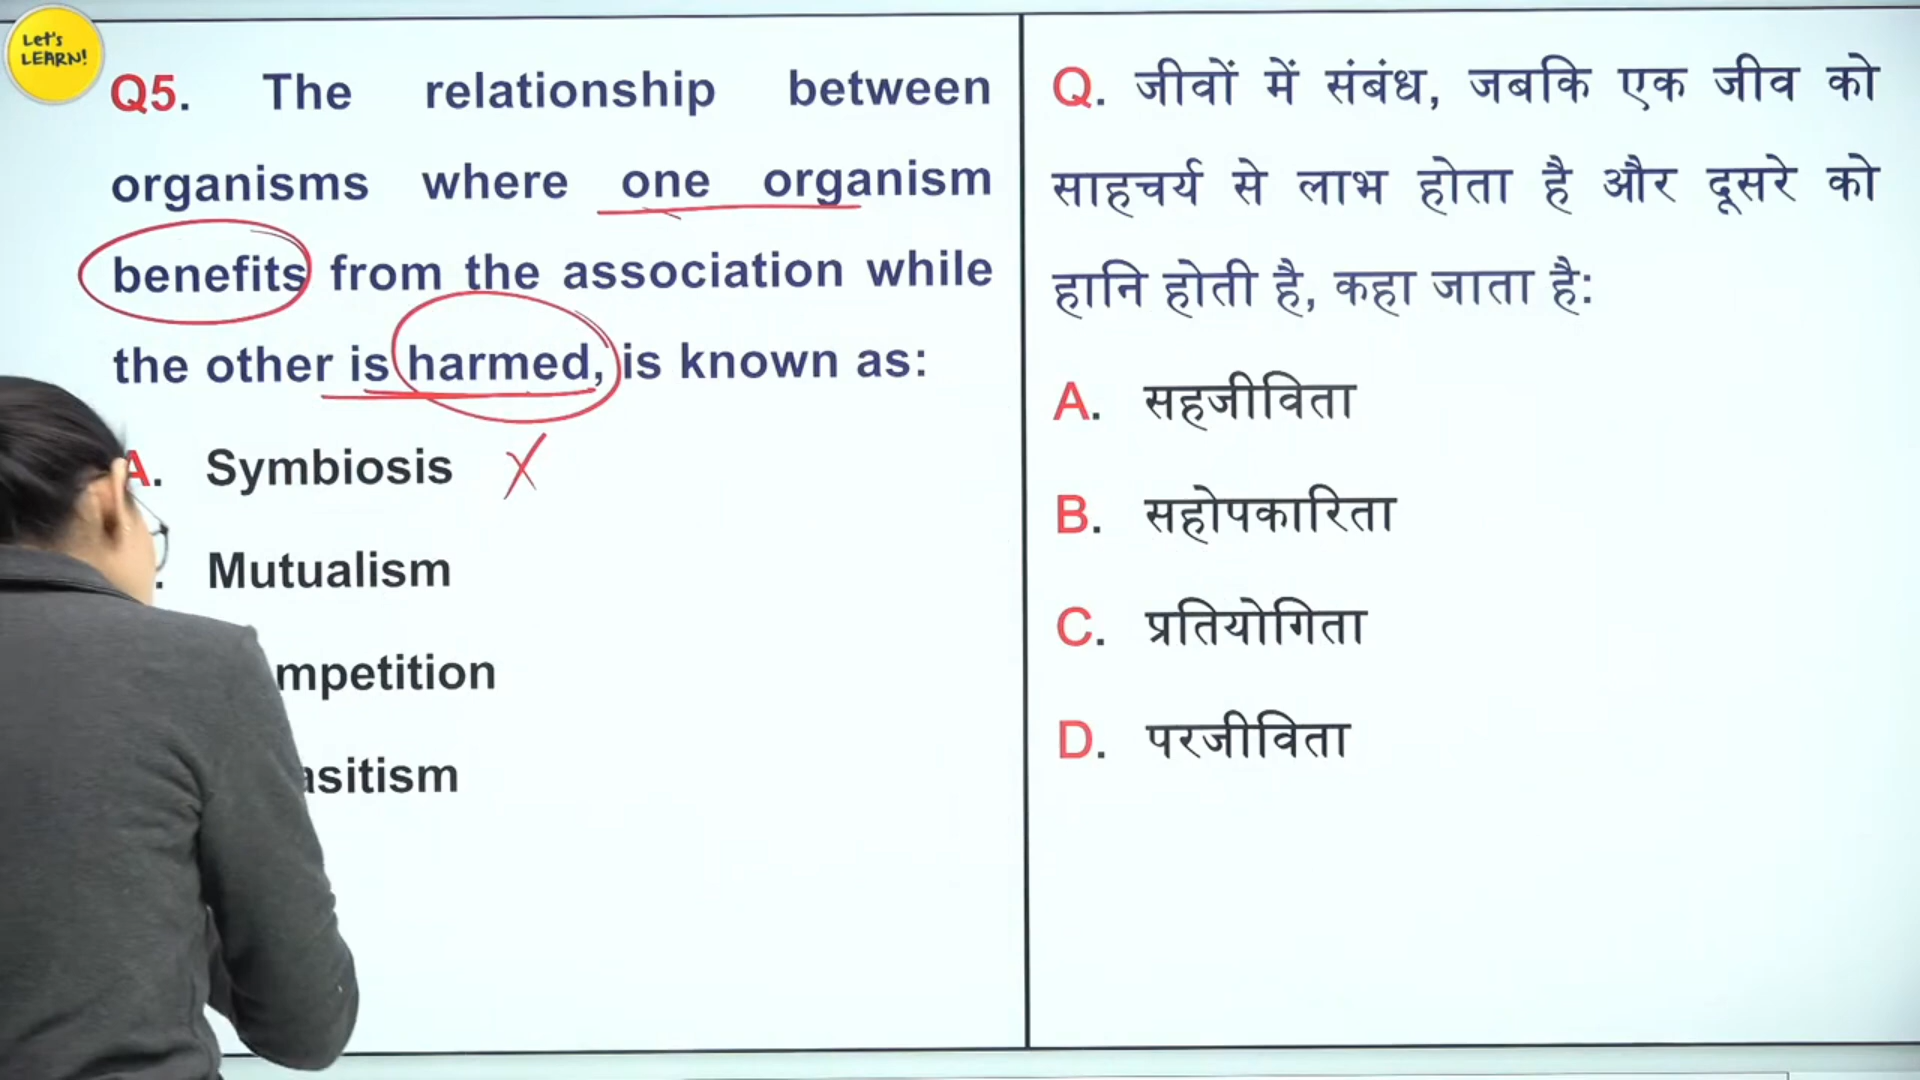 Let's
LEARN!
Q5. The relationship between
organisms where one organism
benefits from the association while
the other is harmed, is known as:
A. Symbiosis X
. Mutualism
mpetition
asitism
Q. जीवों में संबंध, जबकि एक जीव को
साहचर्य से लाभ होता है और दूसरे को
हानि होती है, कहा जाता है:
A. सहजीविता
B. सहोपकारिता
C. प्रतियोगिता
D. परजीविता